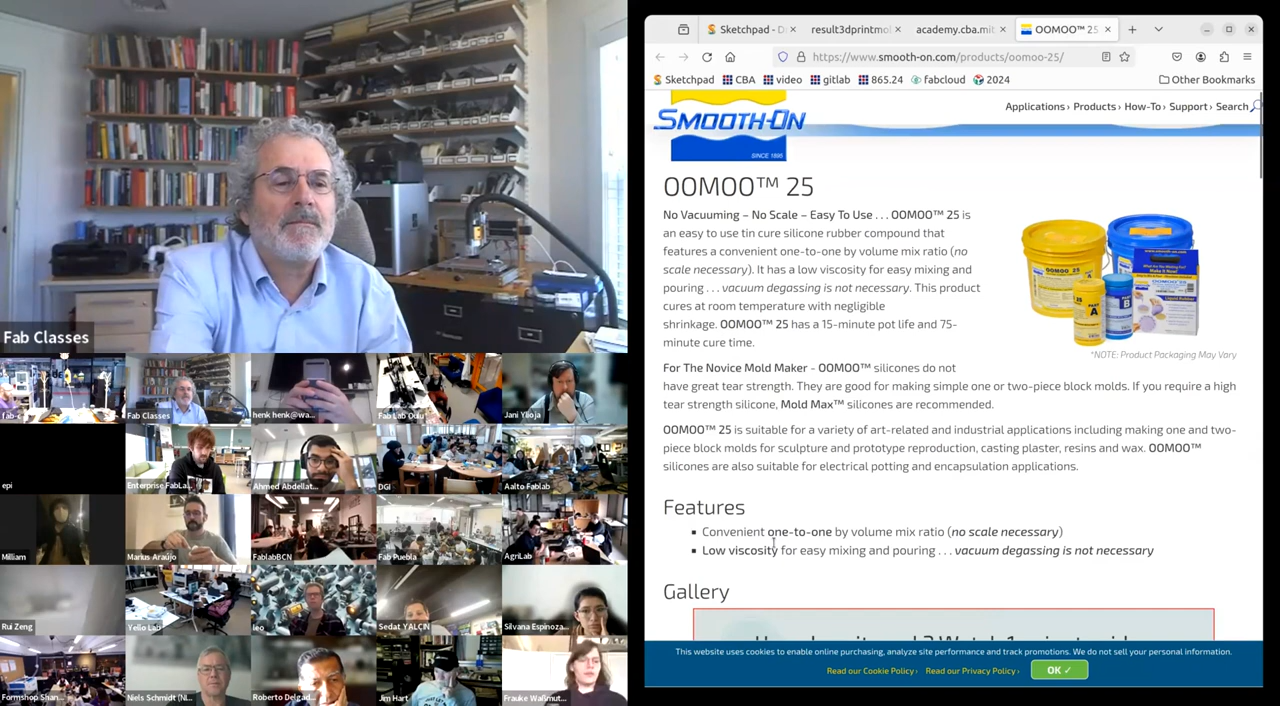 Fab Classes
fab-c
Fab Classes
henk henk@wa...
Fab Lab Oulu
Jani Ylioja
epi
Enterprise FabLa...
Ahmed Abdellat...
DGI
Aalto Fablab
Milliam
Marius Araújo
FablabBCN
Fab Puebla
AgriLab
Rui Zeng
Yello Lab
leo
Sedat YALÇIN
Silvana Espinoza...
Formshop Shan...
Niels Schmidt (Nl...
Roberto Delgad...
Jim Hart
Frauke Waßmut...
Sketchpad - D
result3dprintmol
academy.cba.mit
OOMOO™ 25
https://www.smooth-on.com/products/oomoo-25/
Sketchpad CBA video gitlab 865.24 fabcloud 2024 Other Bookmarks
SMOOTH-ON
SINCE 1895
Applications› Products› How-To› Support› Search
OOMOO™ 25
No Vacuuming – No Scale – Easy To Use . . . OOMOO™ 25 is
an easy to use tin cure silicone rubber compound that
features a convenient one-to-one by volume mix ratio (no
scale necessary). It has a low viscosity for easy mixing and
pouring . . . vacuum degassing is not necessary. This product
cures at room temperature with negligible
shrinkage. OOMOO™ 25 has a 15-minute pot life and 75-
minute cure time.
*NOTE: Product Packaging May Vary
For The Novice Mold Maker - OOMOO™ silicones do not
have great tear strength. They are good for making simple one or two-piece block molds. If you require a high
tear strength silicone, Mold Max™ silicones are recommended.
OOMOO™ 25 is suitable for a variety of art-related and industrial applications including making one and two-
piece block molds for sculpture and prototype reproduction, casting plaster, resins and wax. OOMOO™
silicones are also suitable for electrical potting and encapsulation applications.
Features
▪ Convenient one-to-one by volume mix ratio (no scale necessary)
▪ Low viscosity for easy mixing and pouring . . . vacuum degassing is not necessary
Gallery
This website uses cookies to enable online purchasing, analyze site performance and track promotions. We do not sell your personal information.
Read our Cookie Policy› Read our Privacy Policy› OK ✓